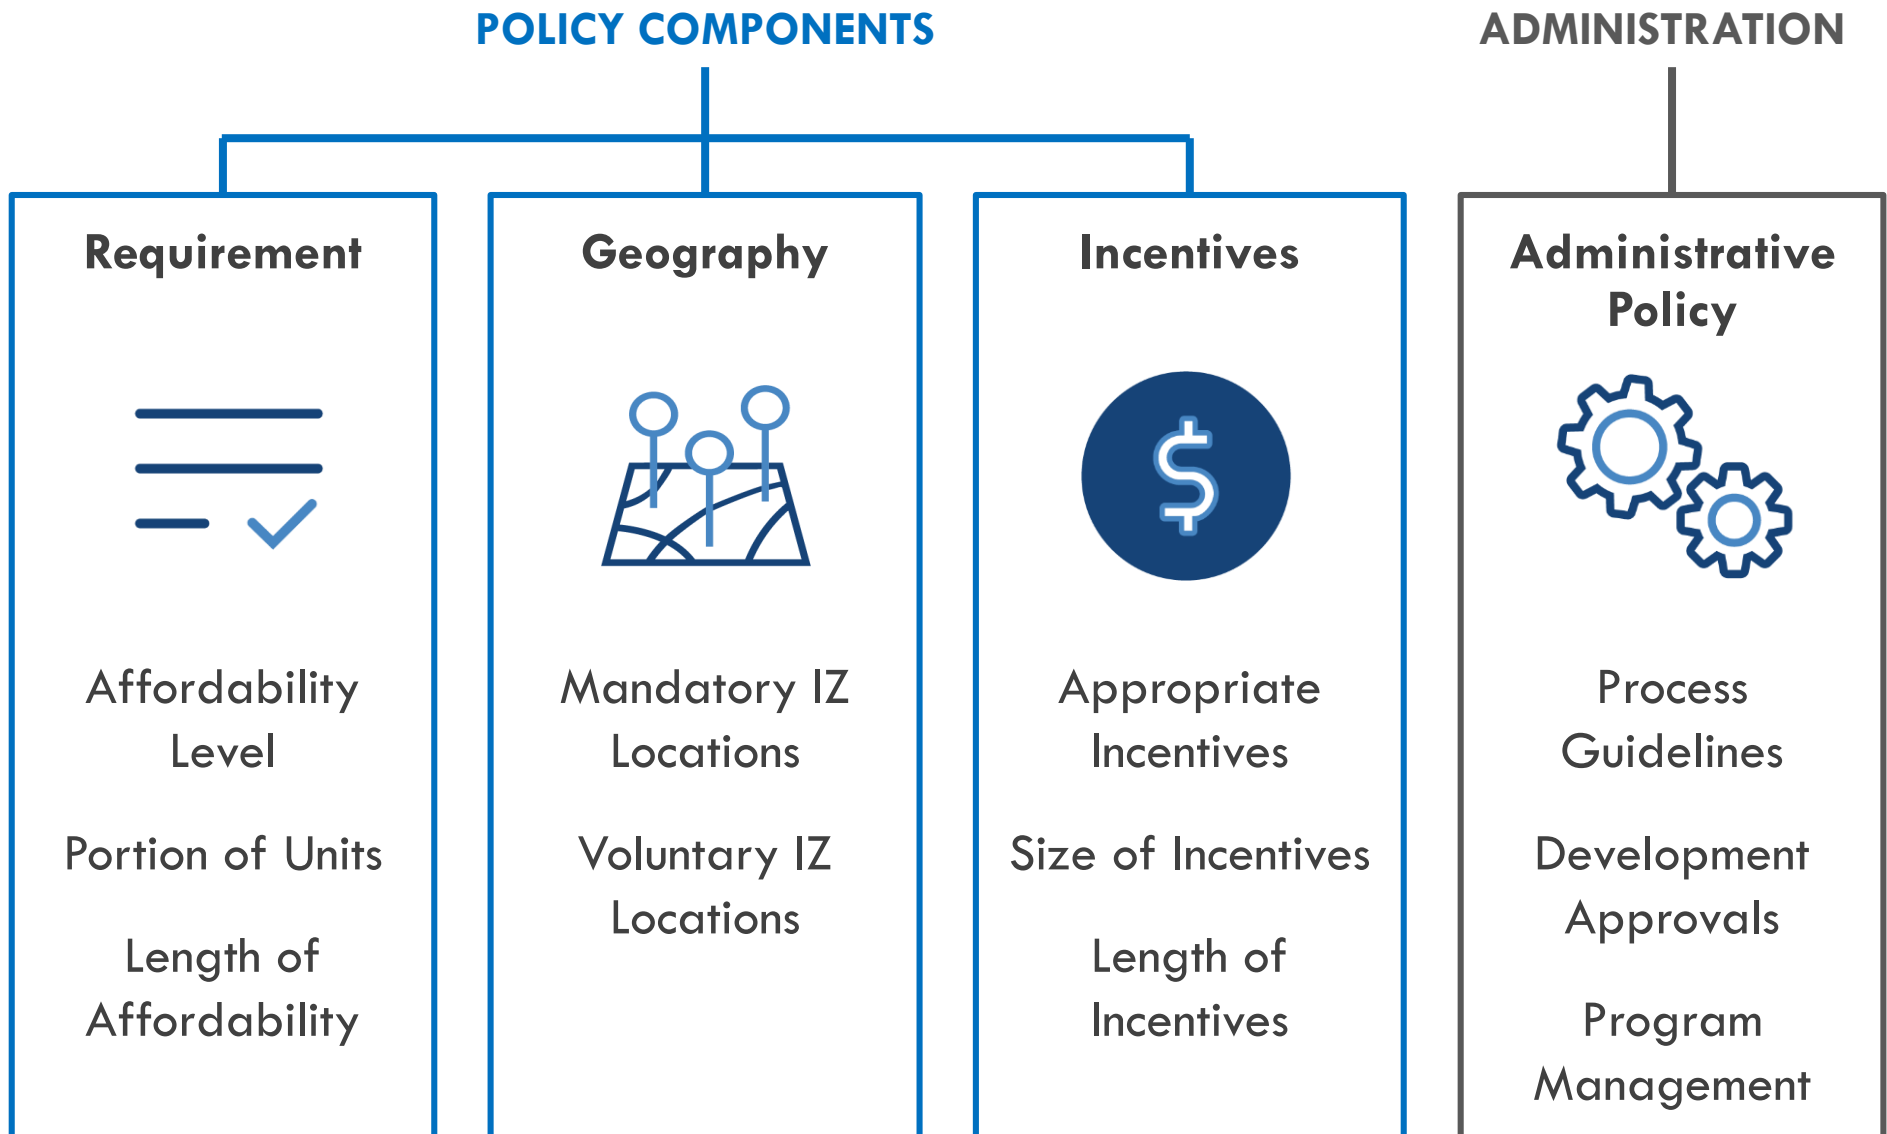 POLICY COMPONENTS
ADMINISTRATION
Requirement
Affordability
Level
Portion of Units
Length of
Affordability
Geography
Mandatory IZ
Locations
Voluntary IZ
Locations
Incentives
$
Appropriate
Incentives
Size of Incentives
Length of
Incentives
Administrative
Policy
Process
Guidelines
Development
Approvals
Program
Management